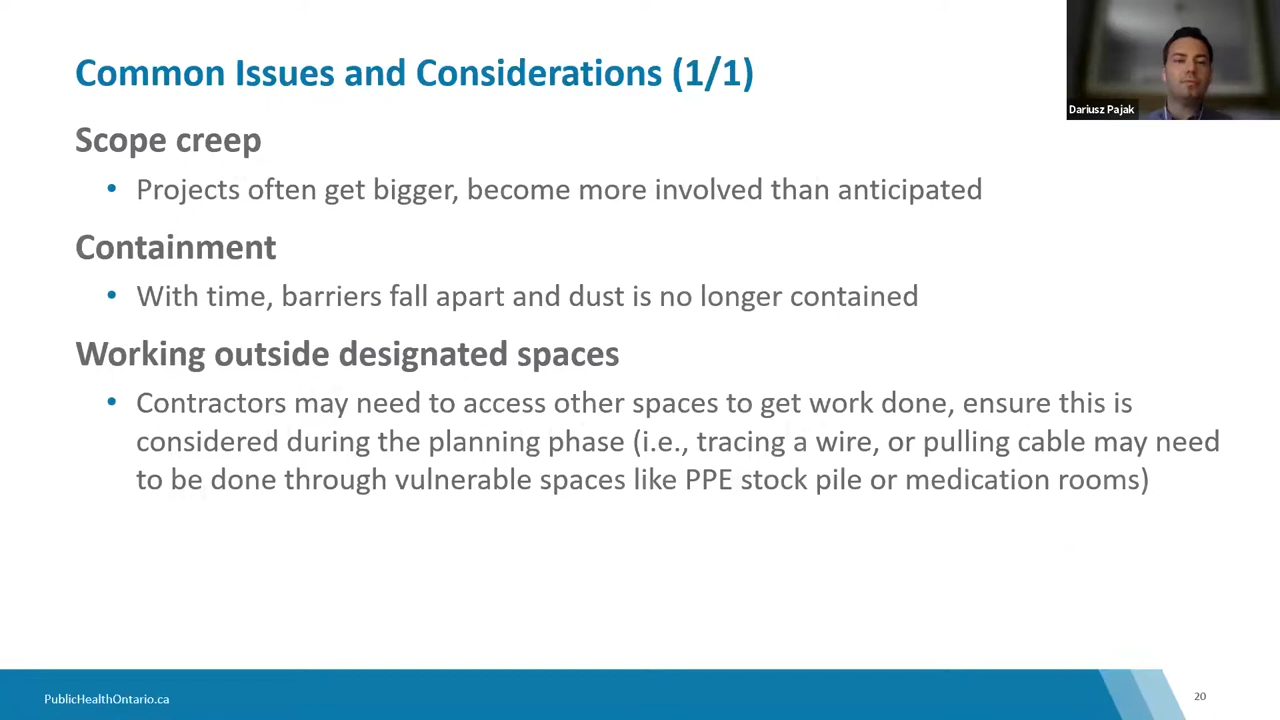 Common Issues and Considerations (1/1)
Dariusz Pajak
Scope creep
• Projects often get bigger, become more involved than anticipated
Containment
• With time, barriers fall apart and dust is no longer contained
Working outside designated spaces
• Contractors may need to access other spaces to get work done, ensure this is
considered during the planning phase (i.e., tracing a wire, or pulling cable may need
to be done through vulnerable spaces like PPE stock pile or medication rooms)
PublicHealthOntario.ca
20